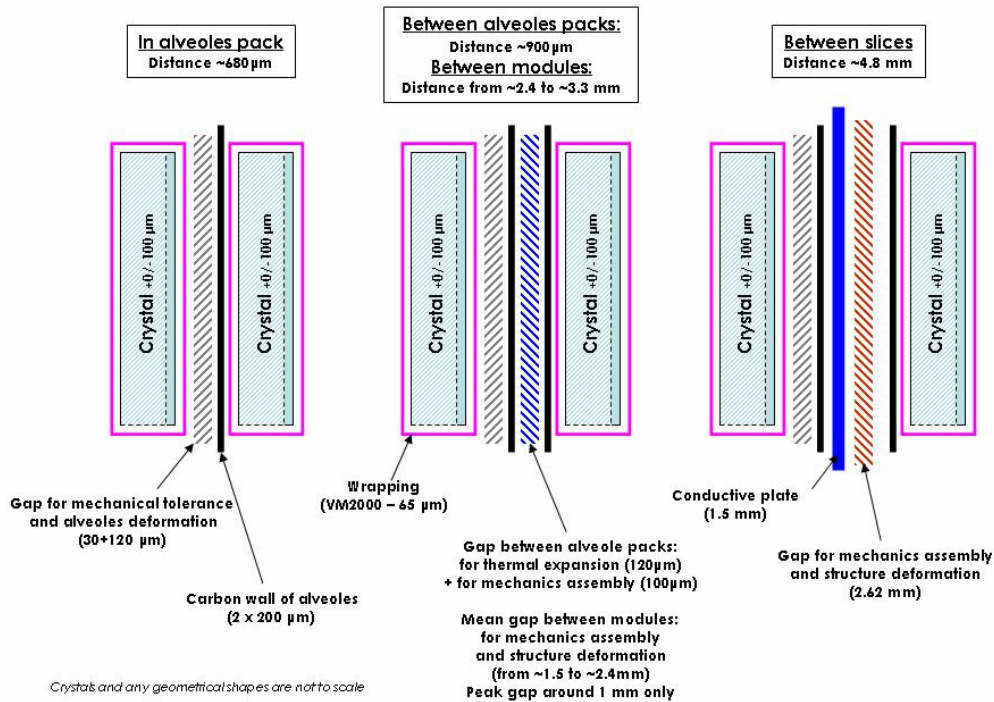 In alveoles pack
Distance ~680µm
Between alveoles packs:
Distance ~900µm
Between modules:
Distance from ~2.4 to ~3.3 mm
Between slices
Distance ~4.8 mm
Crystal +0/-100 µm
Crystal +0/-100 µm
Crystal +0/-100 µm
Crystal +0/-100 µm
Crystal +0/-100 µm
Crystal +0/-100 µm
Gap for mechanical tolerance
and alveoles deformation
(30+120 µm)
Carbon wall of alveoles
(2 x 200 µm)
Wrapping
(VM2000 – 65 µm)
Gap between alveole packs:
for thermal expansion (120µm)
+ for mechanics assembly (100µm)
Mean gap between modules:
for mechanics assembly
and structure deformation
(from ~1.5 to ~2.4mm)
Peak gap around 1 mm only
Conductive plate
(1.5 mm)
Gap for mechanics assembly
and structure deformation
(2.62 mm)
Crystals and any geometrical shapes are not to scale